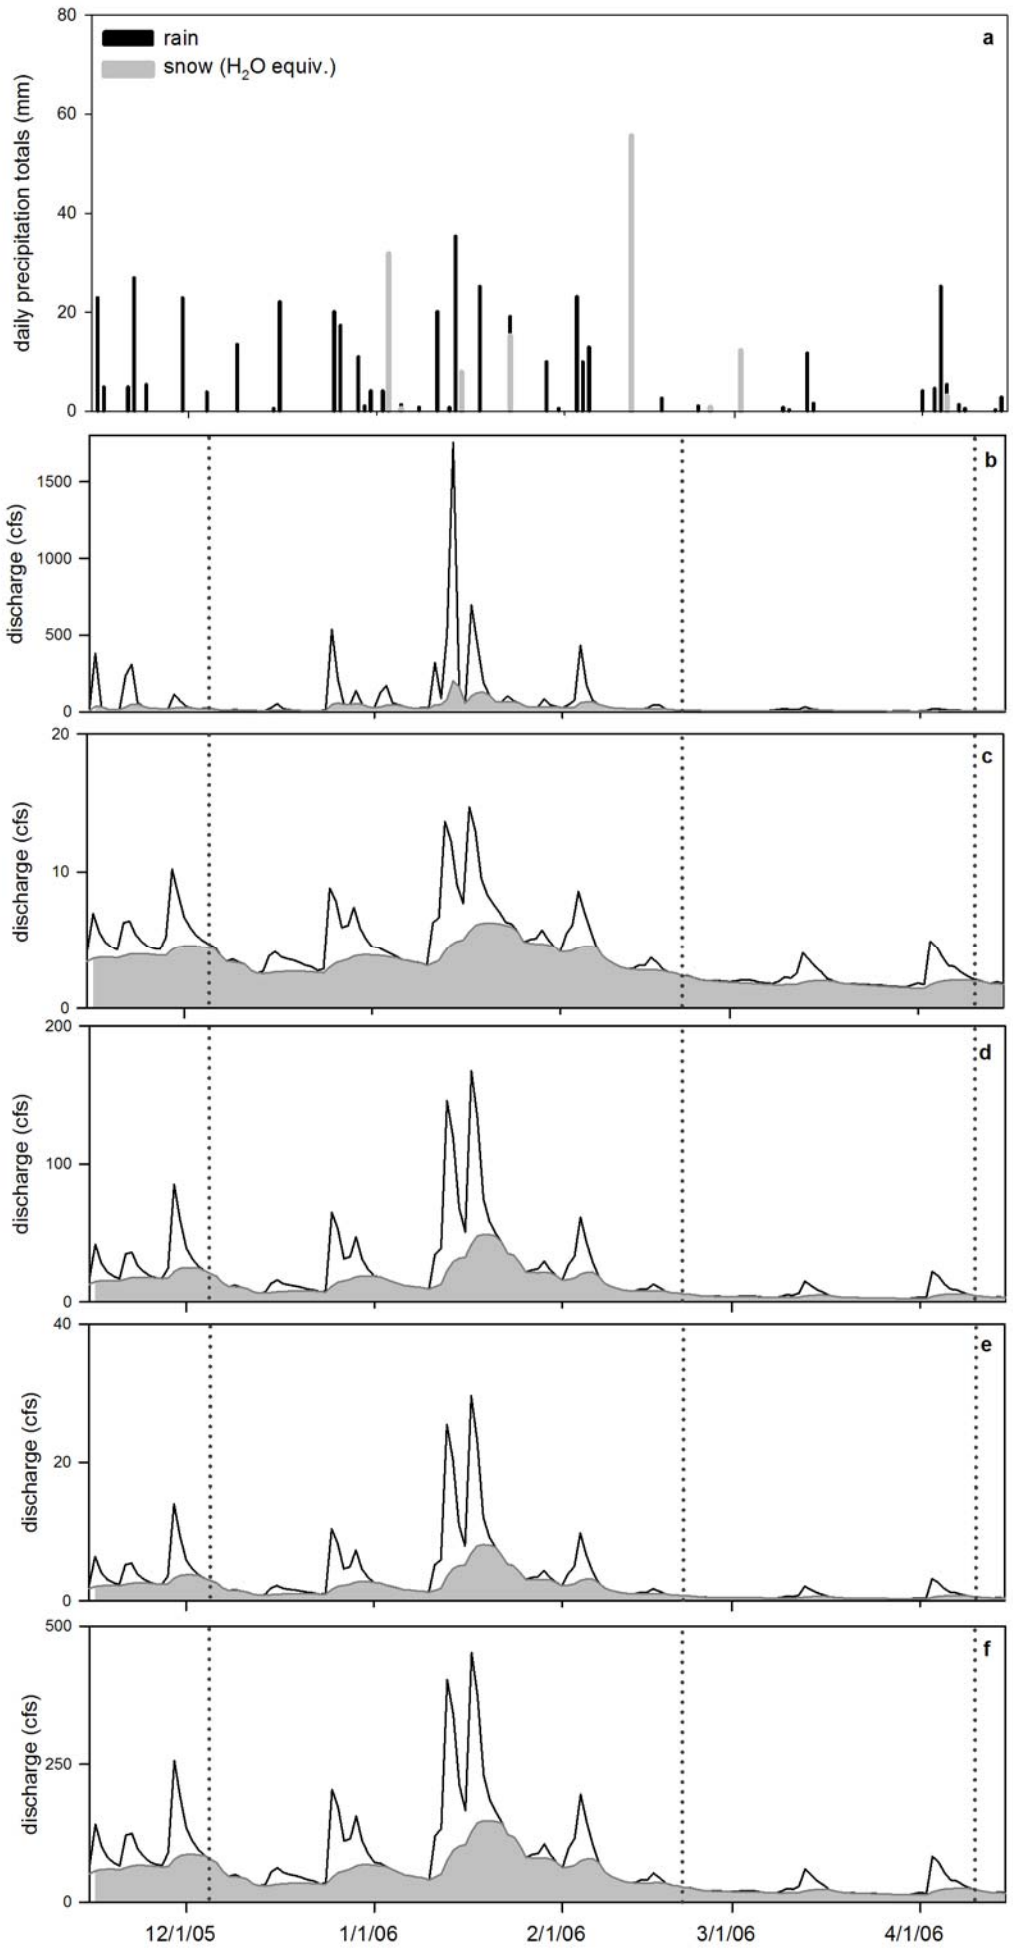 80
a
rain
snow (H₂O equiv.)
60
40
20
0
daily precipitation totals (mm)
b
1500
1000
500
0
discharge (cfs)
20
c
10
0
discharge (cfs)
200
d
100
0
discharge (cfs)
40
e
20
0
discharge (cfs)
500
f
250
0
discharge (cfs)
12/1/05 1/1/06 2/1/06 3/1/06 4/1/06